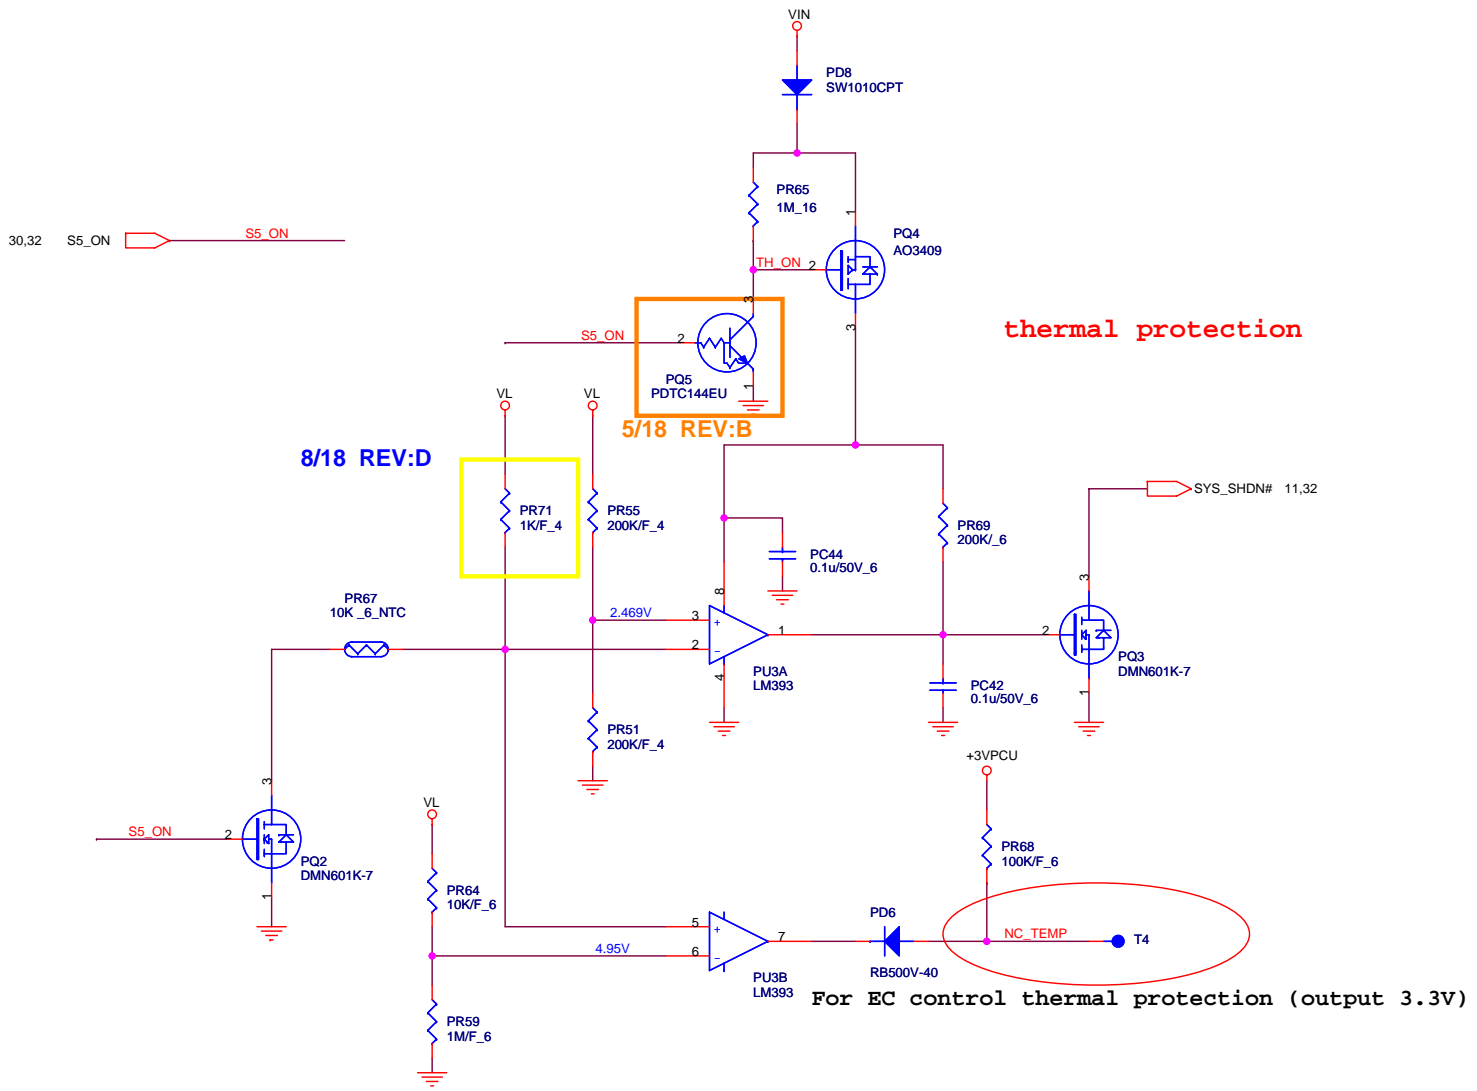 VIN
PD8
SW1010CPT
PR65
1M_16
1
PQ4
AO3409
30,32 S5_ON S5_ON
TH_ON 2
3
3
thermal protection
S5_ON 2
PQ5
PDTC144EU
1
VL VL
5/18 REV:B
8/18 REV:D
SYS_SHDN# 11,32
PR71
1K/F_4
PR55
200K/F_4
PR69
200K/_6
PC44
0.1u/50V_6
8
3
PR67
10K _6_NTC
2.469V 3
+
1
2
2
-
PU3A
LM393
4
PQ3
DMN601K-7
1
PC42
0.1u/50V_6
PR51
200K/F_4
+3VPCU
3
VL
S5_ON 2
PQ2
DMN601K-7
1
PR68
100K/F_6
PR64
10K/F_6
PD6
5
+
7
NC_TEMP T4
4.95V 6
-
PU3B
LM393
RB500V-40
For EC control thermal protection (output 3.3V)
PR59
1M/F_6